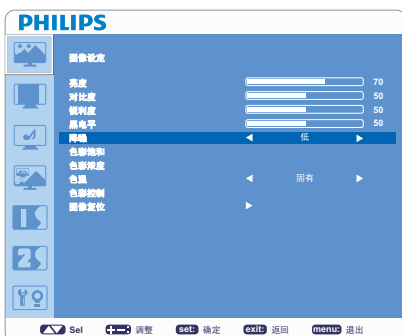 PHILIPS
图像设定
亮度 70
对比度 50
锐利度 50
黑电平 50
降噪 低
色彩饱和
色彩浓度
色温 固有
色彩控制
图像复位
Sel 调整 set: 确定 exit: 返回 menu: 退出